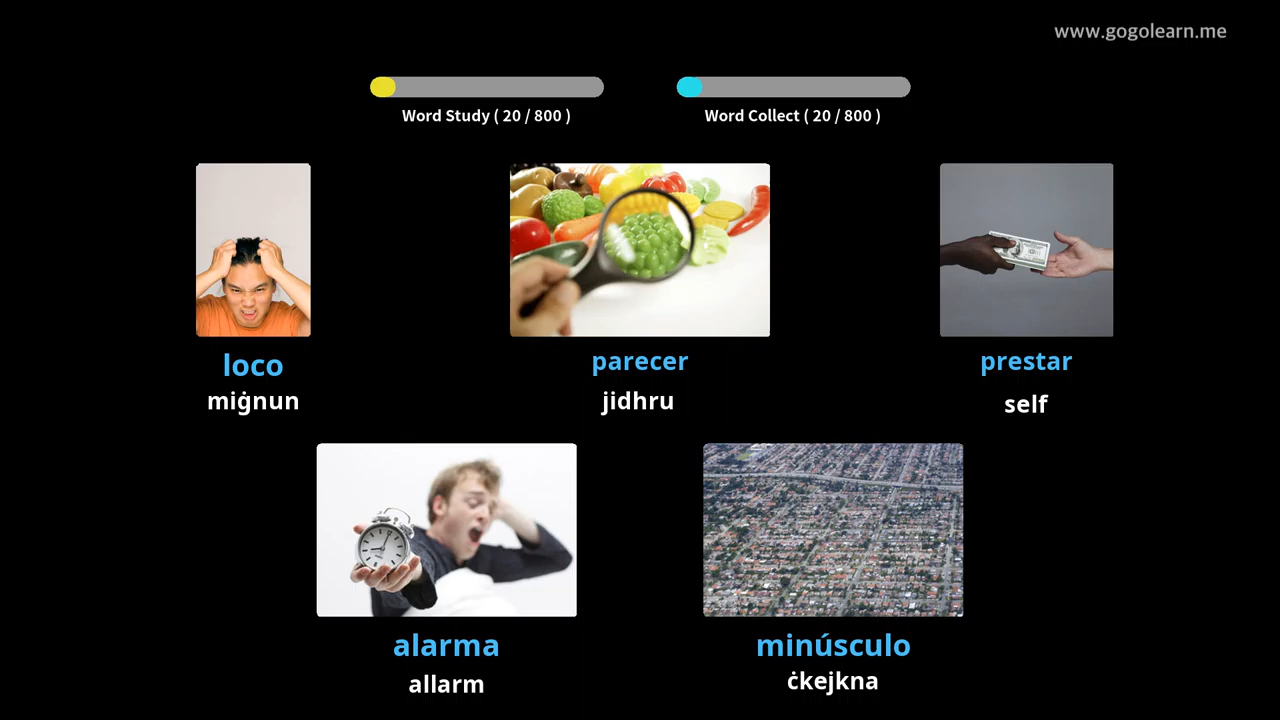 www.gogolearn.me
Word Study ( 20 / 800 )
Word Collect ( 20 / 800 )
loco
miġnun
parecer
jidhru
prestar
self
alarma
allarm
minúsculo
ċkejkna